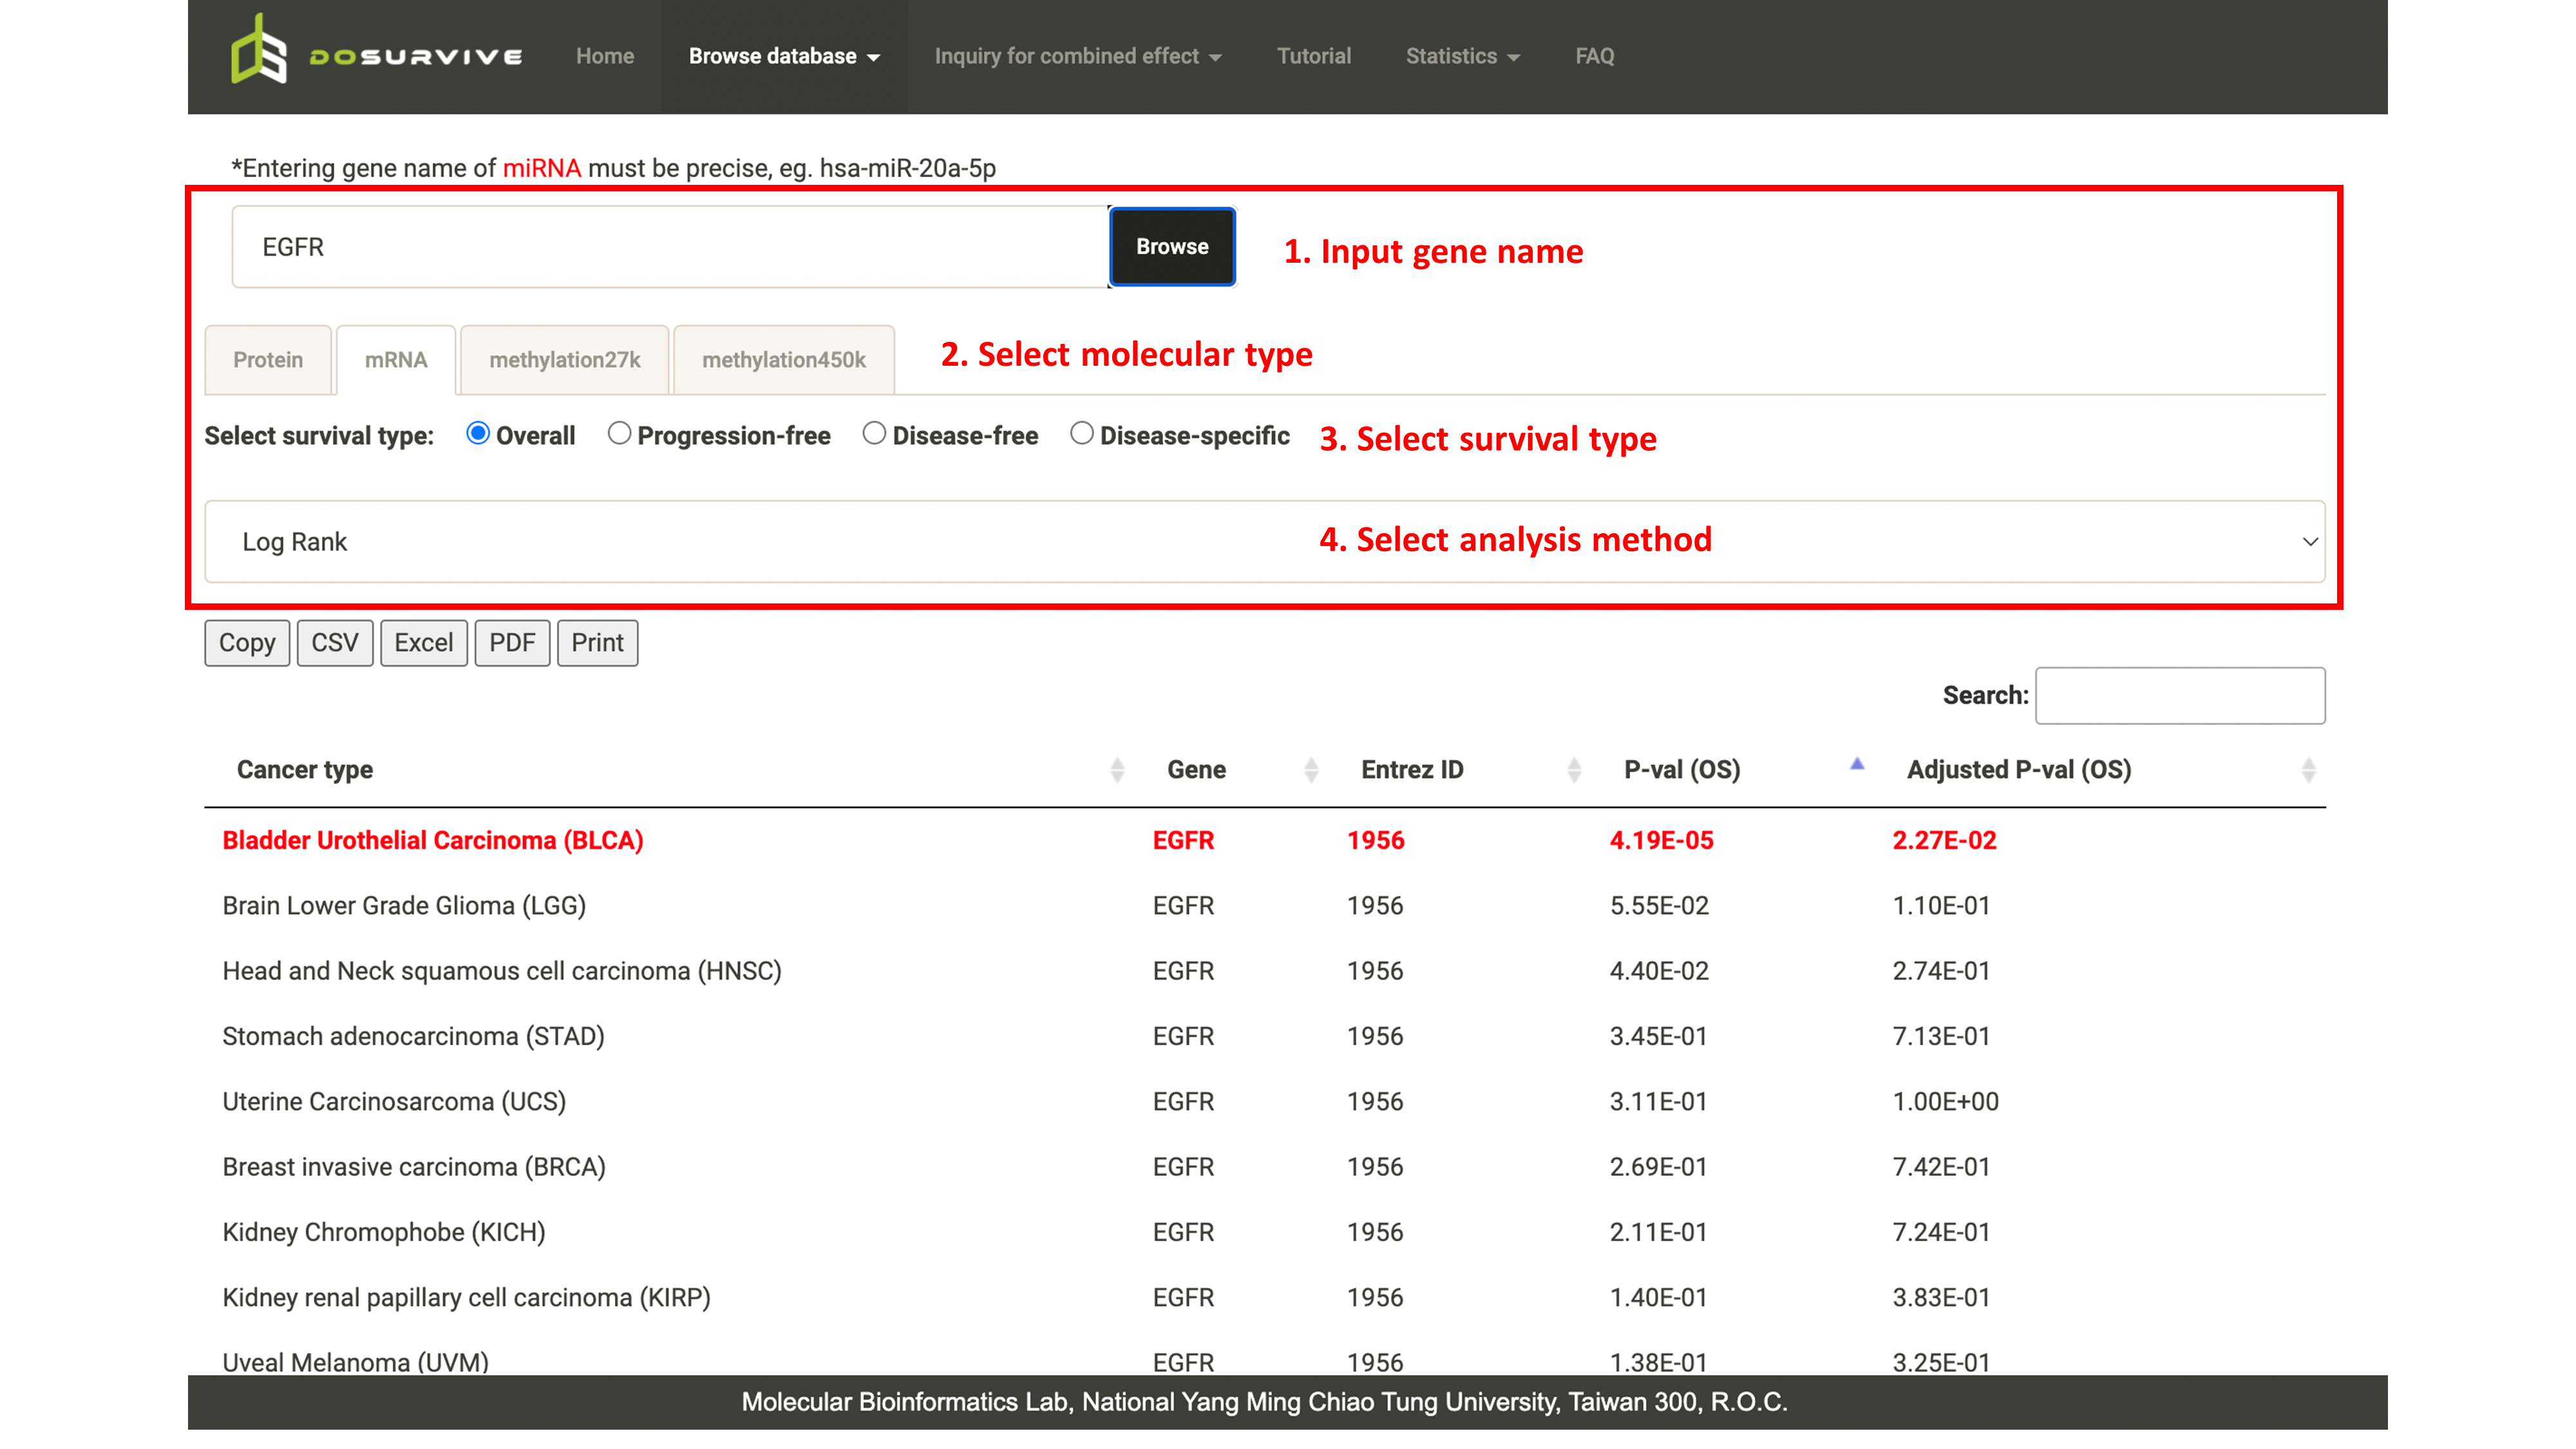 DOSURVIVE Home Browse database Inquiry for combined effect Tutorial Statistics FAQ
*Entering gene name of miRNA must be precise, eg. hsa-miR-20a-5p
EGFR Browse 1. Input gene name
Protein mRNA methylation27k methylation450k 2. Select molecular type
Select survival type: Overall Progression-free Disease-free Disease-specific 3. Select survival type
Log Rank 4. Select analysis method
Copy CSV Excel PDF Print
Search:
Cancer type Gene Entrez ID P-val (OS) Adjusted P-val (OS)
Bladder Urothelial Carcinoma (BLCA) EGFR 1956 4.19E-05 2.27E-02
Brain Lower Grade Glioma (LGG) EGFR 1956 5.55E-02 1.10E-01
Head and Neck squamous cell carcinoma (HNSC) EGFR 1956 4.40E-02 2.74E-01
Stomach adenocarcinoma (STAD) EGFR 1956 3.45E-01 7.13E-01
Uterine Carcinosarcoma (UCS) EGFR 1956 3.11E-01 1.00E+00
Breast invasive carcinoma (BRCA) EGFR 1956 2.69E-01 7.42E-01
Kidney Chromophobe (KICH) EGFR 1956 2.11E-01 7.24E-01
Kidney renal papillary cell carcinoma (KIRP) EGFR 1956 1.40E-01 3.83E-01
Uveal Melanoma (UVM) EGFR 1956 1.38E-01 3.25E-01
Molecular Bioinformatics Lab, National Yang Ming Chiao Tung University, Taiwan 300, R.O.C.